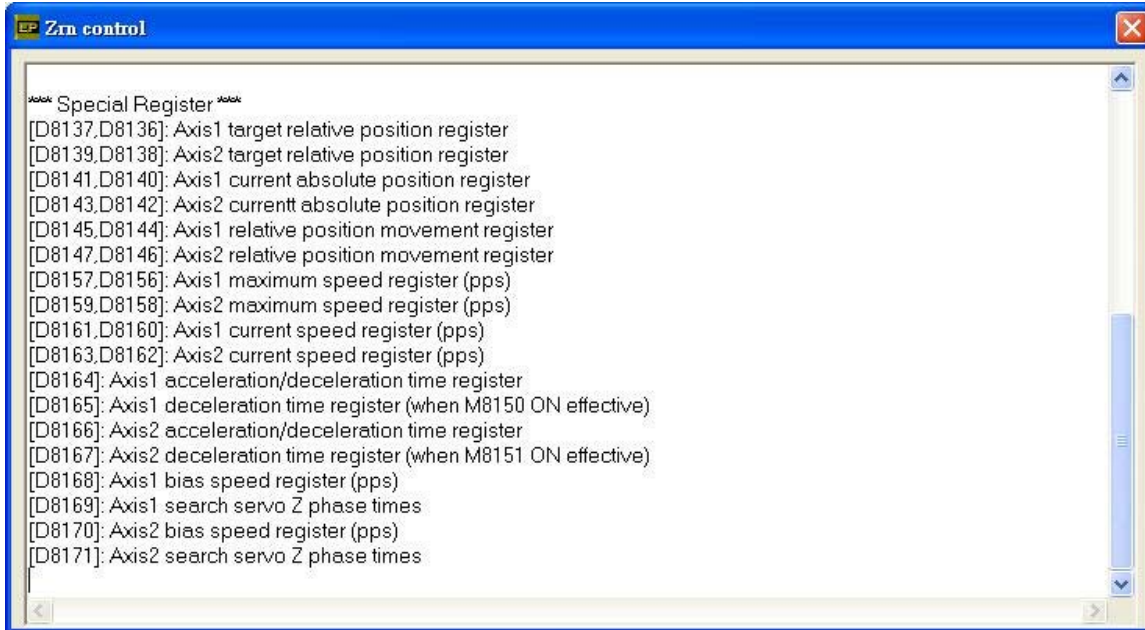 EP Zrn control
*** Special Register ***
[D8137,D8136]: Axis1 target relative position register
[D8139,D8138]: Axis2 target relative position register
[D8141,D8140]: Axis1 current absolute position register
[D8143,D8142]: Axis2 currentt absolute position register
[D8145,D8144]: Axis1 relative position movement register
[D8147,D8146]: Axis2 relative position movement register
[D8157,D8156]: Axis1 maximum speed register (pps)
[D8159,D8158]: Axis2 maximum speed register (pps)
[D8161,D8160]: Axis1 current speed register (pps)
[D8163,D8162]: Axis2 current speed register (pps)
[D8164]: Axis1 acceleration/deceleration time register
[D8165]: Axis1 deceleration time register (when M8150 ON effective)
[D8166]: Axis2 acceleration/deceleration time register
[D8167]: Axis2 deceleration time register (when M8151 ON effective)
[D8168]: Axis1 bias speed register (pps)
[D8169]: Axis1 search servo Z phase times
[D8170]: Axis2 bias speed register (pps)
[D8171]: Axis2 search servo Z phase times